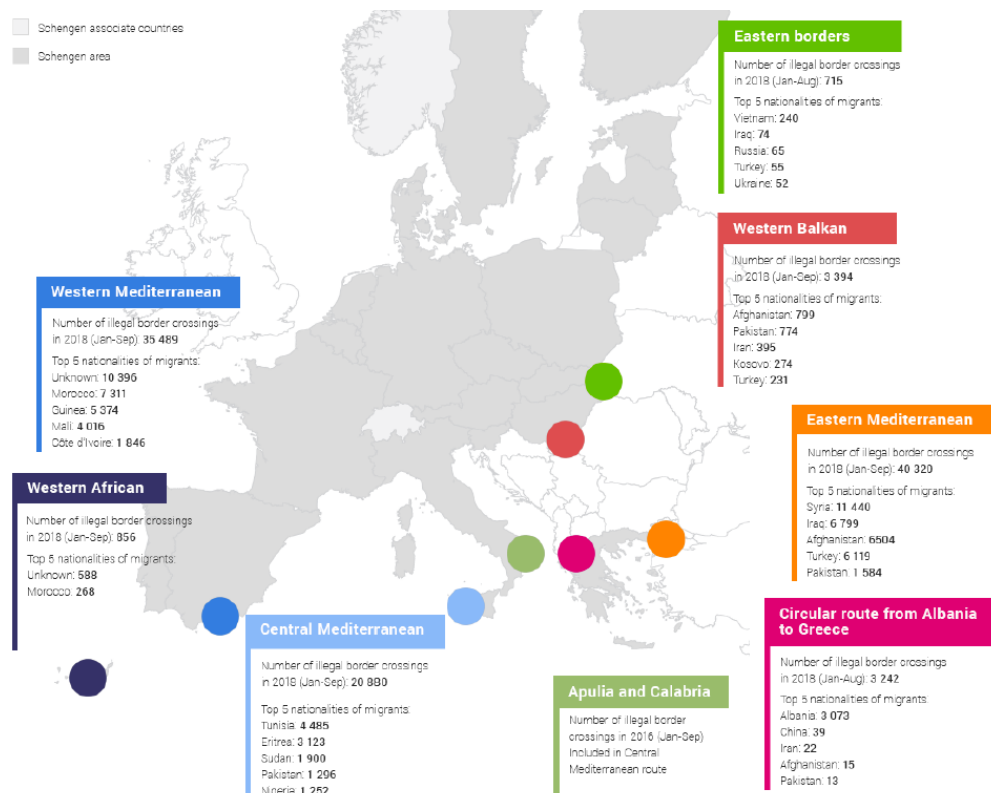 Schengen associate countries
Schengen area
Eastern borders
Number of illegal border crossings
in 2018 (Jan-Aug): 715
Top 5 nationalities of migrants:
Vietnam: 240
Iraq: 74
Russia: 65
Turkey: 55
Ukraine: 52
Western Balkan
Number of illegal border crossings
in 2018 (Jan-Sep): 3 394
Top 5 nationalities of migrants:
Afghanistan: 799
Pakistan: 774
Iran: 395
Kosovo: 274
Turkey: 231
Western Mediterranean
Number of illegal border crossings
in 2018 (Jan-Sep): 35 489
Top 5 nationalities of migrants:
Unknown: 10 396
Morocco: 7 311
Guinea: 5 374
Mali: 4 016
Côte d'Ivoire: 1 846
Eastern Mediterranean
Number of illegal border crossings
in 2018 (Jan-Sep): 40 320
Top 5 nationalities of migrants:
Syria: 11 440
Iraq: 6 799
Afghanistan: 6504
Turkey: 6 119
Pakistan: 1 584
Western African
Number of illegal border crossings
in 2018 (Jan-Sep): 856
Top 5 nationalities of migrants:
Unknown: 588
Morocco: 268
Central Mediterranean
Number of illegal border crossings
in 2018 (Jan-Sep): 20 880
Top 5 nationalities of migrants:
Tunisia: 4 485
Eritrea: 3 123
Sudan: 1 900
Pakistan: 1 296
Nigeria: 1 252
Apulia and Calabria
Number of illegal border
crossings in 2016 (Jan-Sep)
Included in Central
Mediterranean route
Circular route from Albania
to Greece
Number of illegal border crossings
in 2018 (Jan-Aug): 3 242
Top 5 nationalities of migrants:
Albania: 3 073
China: 39
Iran: 22
Afghanistan: 15
Pakistan: 13